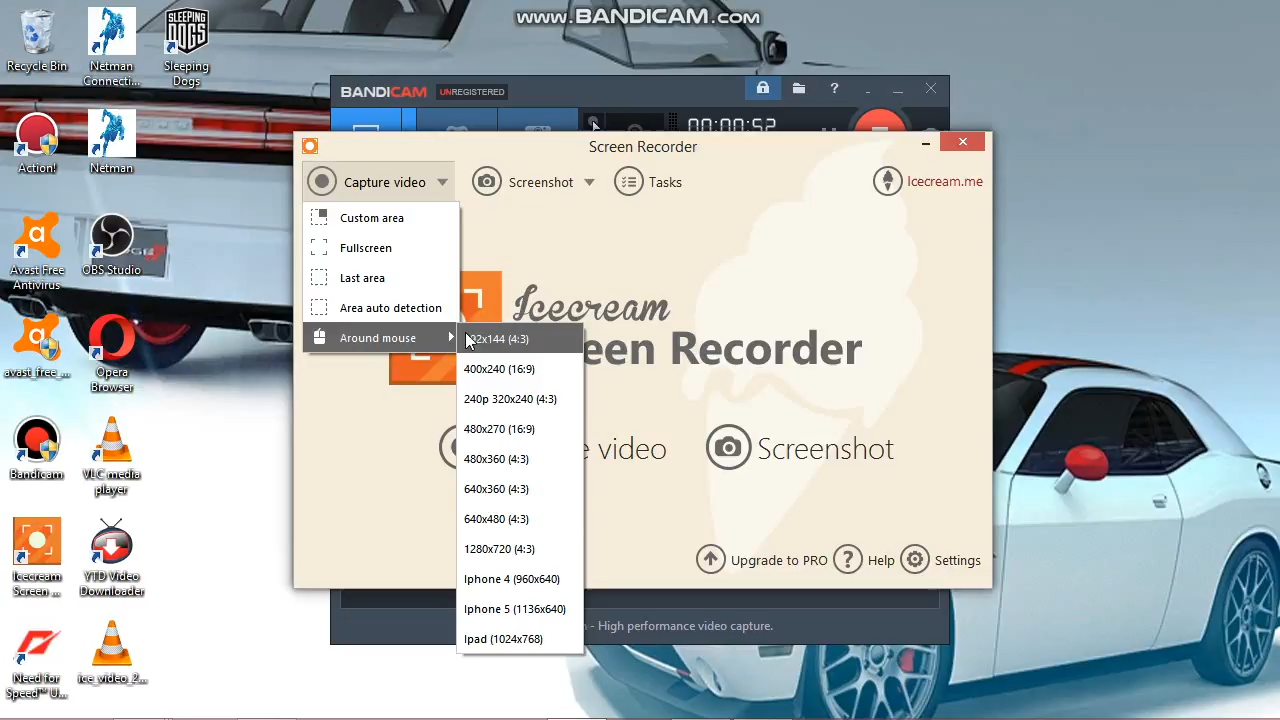 www.BANDICAM.com
Recycle Bin
Netman Connecti...
SLEEPING DOGS
Sleeping Dogs
Action!
Netman
Avast Free Antivirus
OBS Studio
avast_free_...
Opera Browser
Bandicam
VLC media player
Icecream Screen ...
YTD Video Downloader
Need for Speed™ U...
ice_video_2...
BANDICAM UNREGISTERED
00:00:52
Screen Recorder
Capture video
Screenshot
Tasks
Icecream.me
Custom area
Fullscreen
Last area
Area auto detection
Around mouse
400x240 (16:9)
240p 320x240 (4:3)
480x270 (16:9)
480x360 (4:3)
640x360 (4:3)
640x480 (4:3)
1280x720 (4:3)
Iphone 4 (960x640)
Iphone 5 (1136x640)
Ipad (1024x768)
Icecream
Recorder
video
Screenshot
Upgrade to PRO
Help
Settings
- High performance video capture.